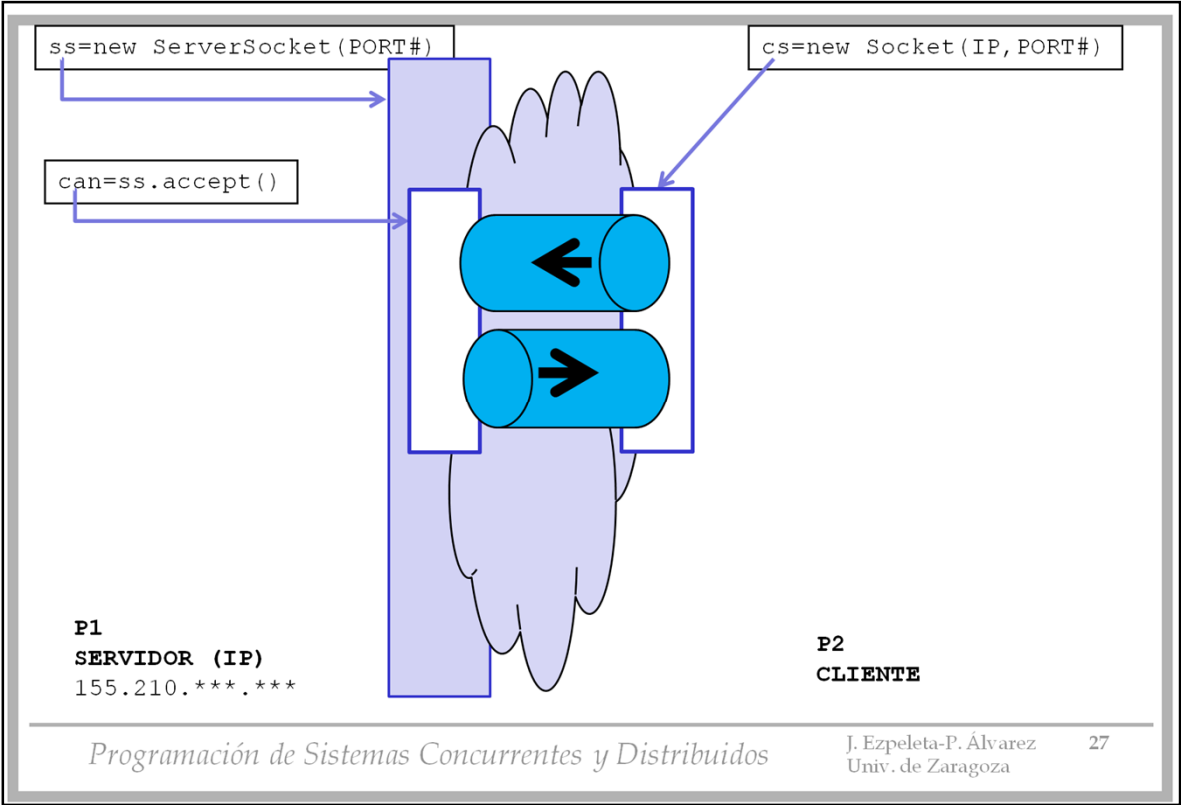 ss=new ServerSocket(PORT#)
cs=new Socket(IP,PORT#)
can=ss.accept()
P1
SERVIDOR (IP)
155.210.***.***
P2
CLIENTE
Programación de Sistemas Concurrentes y Distribuidos
J. Ezpeleta-P. Álvarez
Univ. de Zaragoza
27